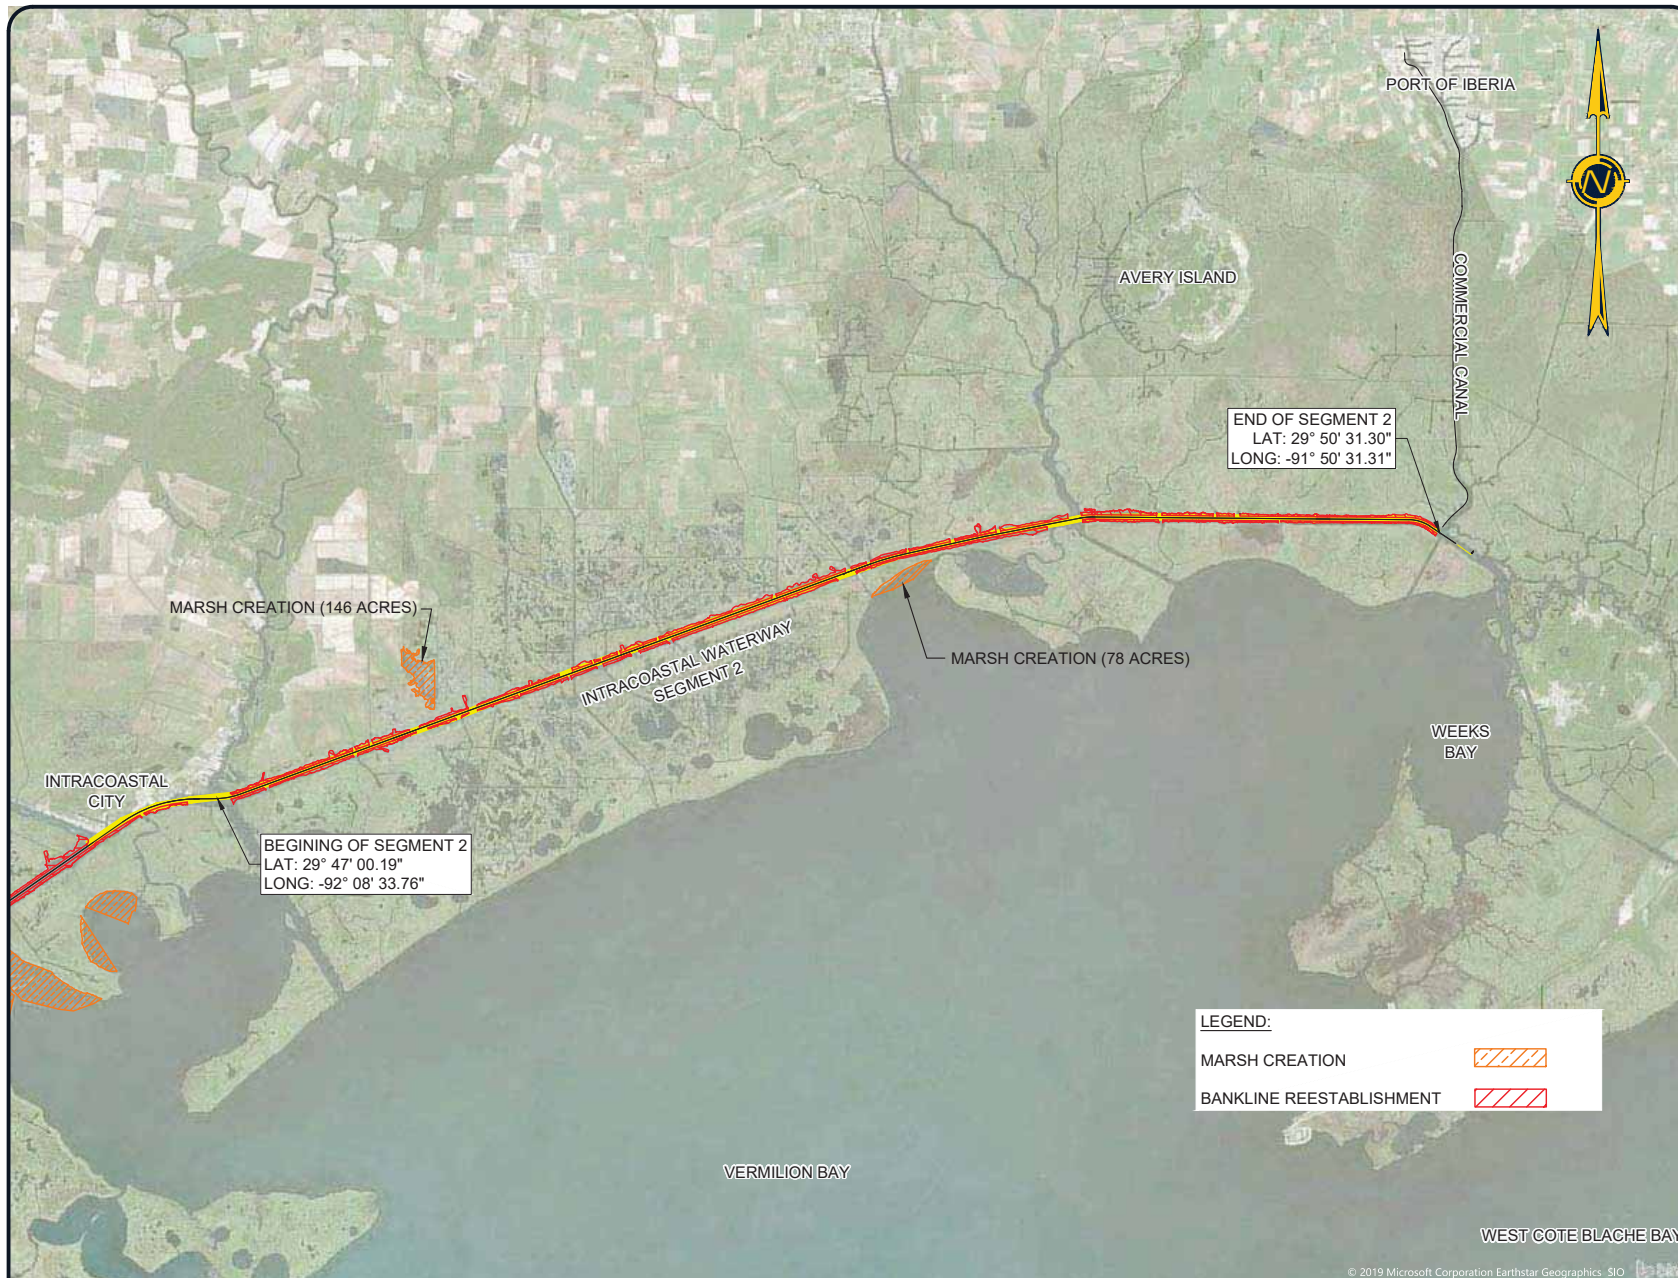 PORT OF IBERIA
N
AVERY ISLAND
COMMERCIAL CANAL
END OF SEGMENT 2
LAT: 29° 50' 31.30"
LONG: -91° 50' 31.31"
MARSH CREATION (146 ACRES)
INTRACOASTAL WATERWAY
SEGMENT 2
MARSH CREATION (78 ACRES)
WEEKS
BAY
INTRACOASTAL
CITY
BEGINING OF SEGMENT 2
LAT: 29° 47' 00.19"
LONG: -92° 08' 33.76"
LEGEND:
MARSH CREATION
BANKLINE REESTABLISHMENT
VERMILION BAY
WEST COTE BLACHE BAY
© 2019 Microsoft Corporation Earthstar Geographics SIO